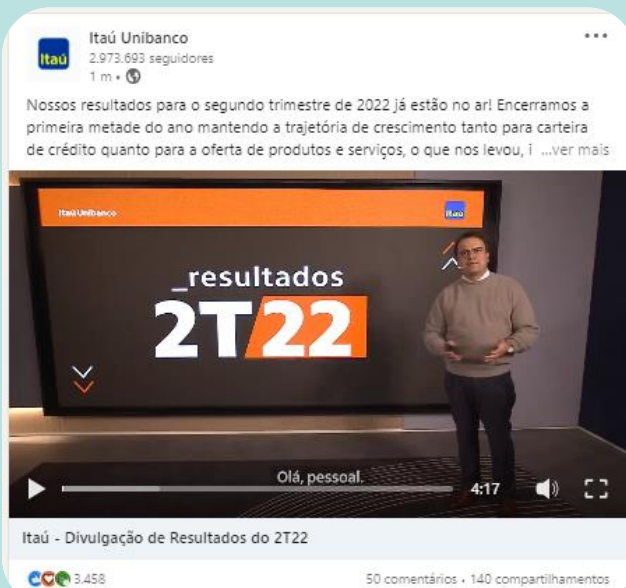 Itaú Unibanco
Itaú
2.973.693 seguidores
1 m •
Nossos resultados para o segundo trimestre de 2022 já estão no ar! Encerramos a
primeira metade do ano mantendo a trajetória de crescimento tanto para carteira
de crédito quanto para a oferta de produtos e serviços, o que nos levou, i ...ver mais
Itaú Unibanco
Itaú
_resultados
2T/22
Olá, pessoal.
4:17
Itaú - Divulgação de Resultados do 2T22
3.458
50 comentários • 140 compartilhamentos